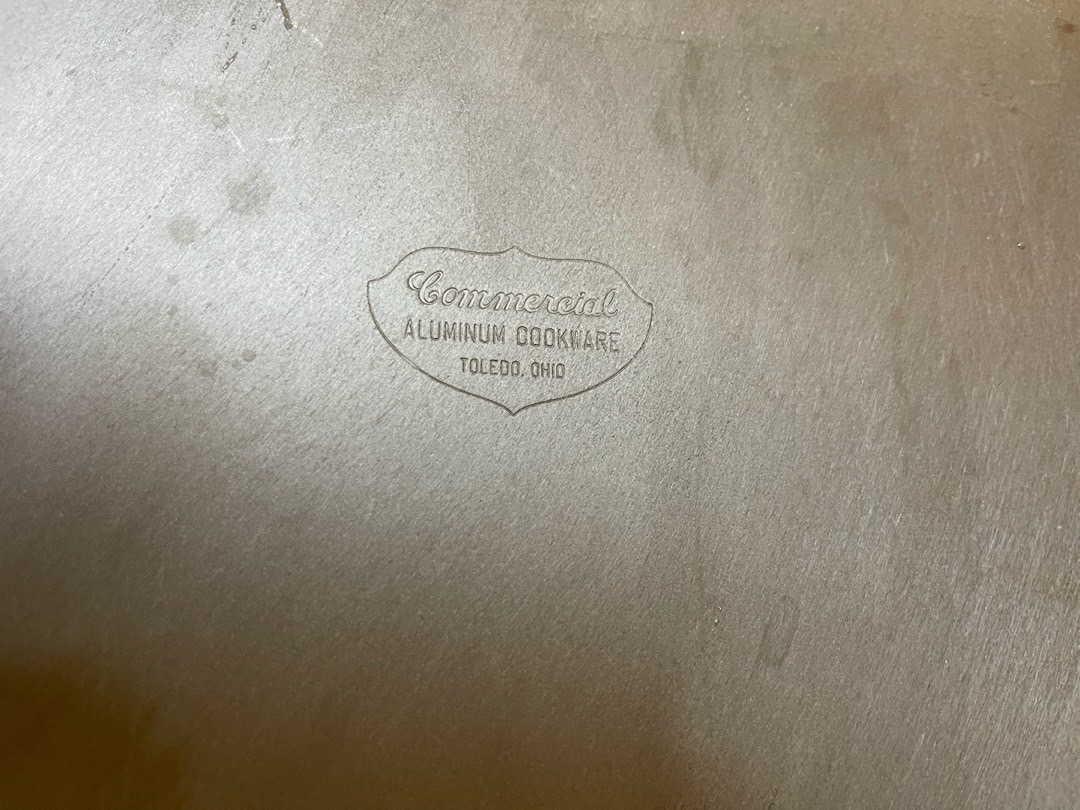 Commercial
ALUMINUM COOKWARE
TOLEDO, OHIO